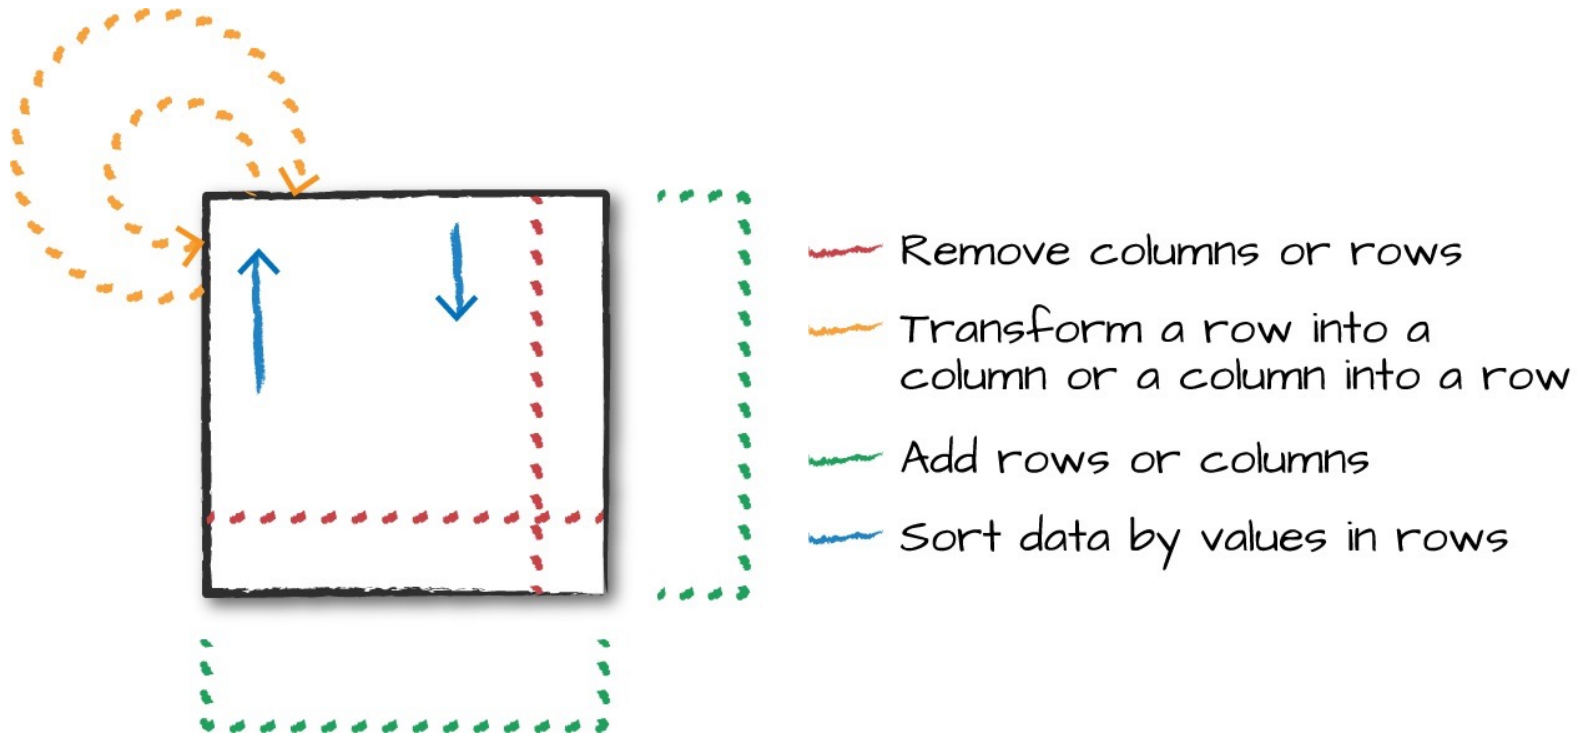 Remove columns or rows
Transform a row into a
column or a column into a row
Add rows or columns
Sort data by values in rows